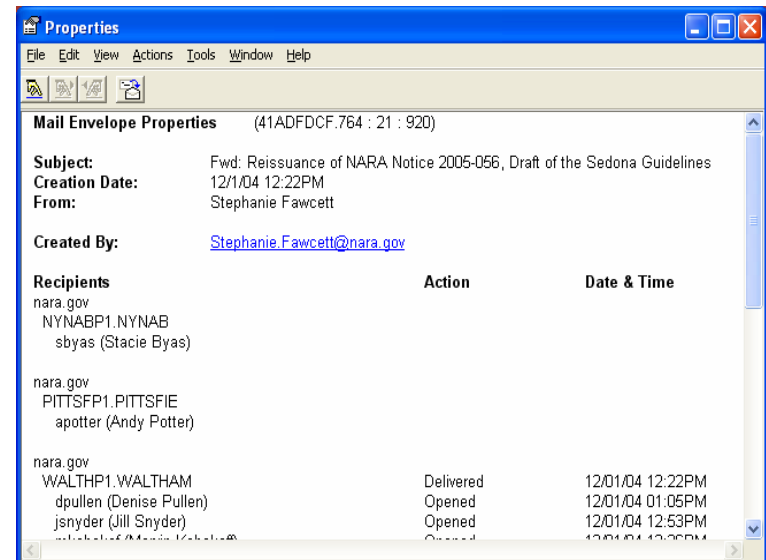 Properties
File Edit View Actions Tools Window Help
Mail Envelope Properties (41ADFDCF.764 : 21 : 920)
Subject: Fwd: Reissuance of NARA Notice 2005-056, Draft of the Sedona Guidelines
Creation Date: 12/1/04 12:22PM
From: Stephanie Fawcett
Created By: Stephanie.Fawcett@nara.gov
Recipients Action Date & Time
nara.gov
NYNABP1.NYNAB
sbyas (Stacie Byas)
nara.gov
PITTSFP1.PITTSFIE
apotter (Andy Potter)
nara.gov
WALTHP1.WALTHAM Delivered 12/01/04 12:22PM
dpullen (Denise Pullen) Opened 12/01/04 01:05PM
jsnyder (Jill Snyder) Opened 12/01/04 12:53PM